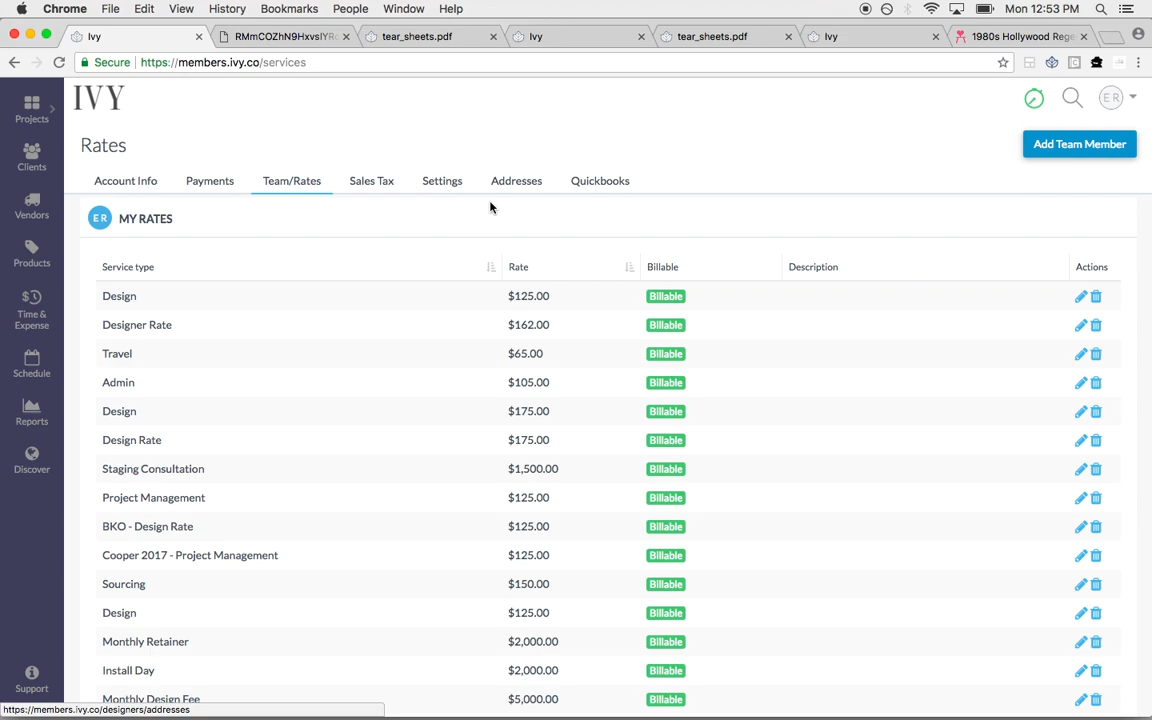 Chrome File Edit View History Bookmarks People Window Help Mon 12:53 PM
Ivy RMmCOZhN9HxvsIYR tear_sheets.pdf Ivy tear_sheets.pdf Ivy 1980s Hollywood Rege
Secure https://members.ivy.co/services
IVY
ER
Projects
Clients
Vendors
Products
Time &
Expense
Schedule
Reports
Discover
Support
Rates
Add Team Member
Account Info Payments Team/Rates Sales Tax Settings Addresses Quickbooks
ER MY RATES
Service type Rate Billable Description Actions
Design $125.00 Billable
Designer Rate $162.00 Billable
Travel $65.00 Billable
Admin $105.00 Billable
Design $175.00 Billable
Design Rate $175.00 Billable
Staging Consultation $1,500.00 Billable
Project Management $125.00 Billable
BKO - Design Rate $125.00 Billable
Cooper 2017 - Project Management $125.00 Billable
Sourcing $150.00 Billable
Design $125.00 Billable
Monthly Retainer $2,000.00 Billable
Install Day $2,000.00 Billable
Monthly Design Fee $5,000.00 Billable
https://members.ivy.co/designers/addresses